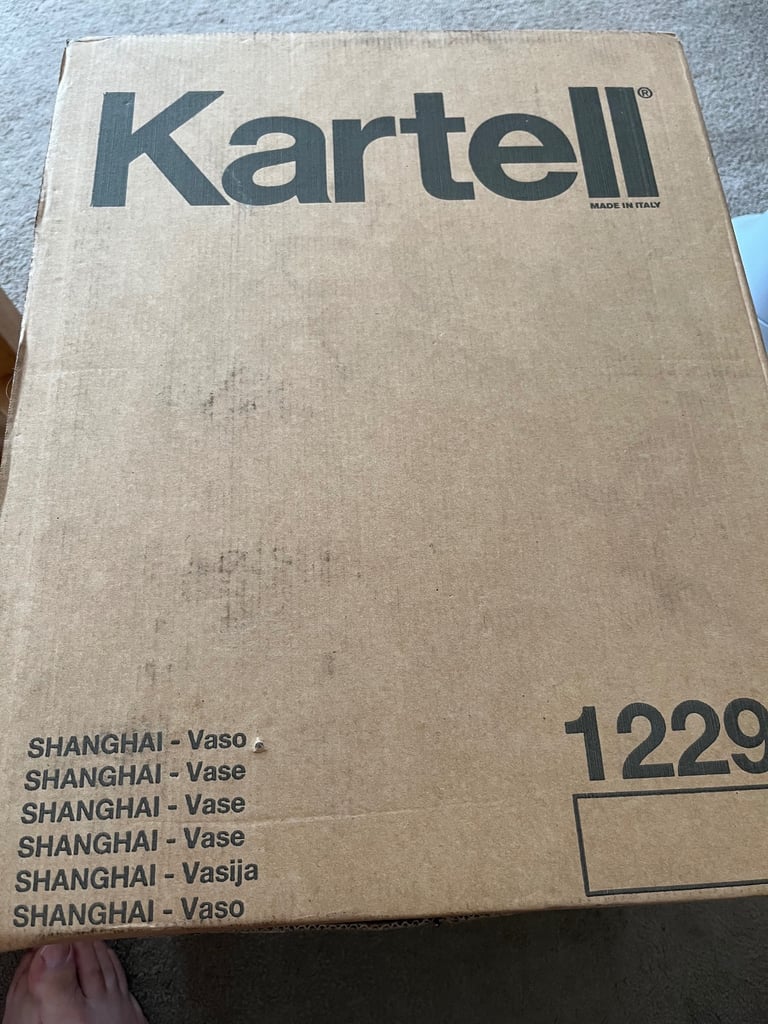 Kartell®
MADE IN ITALY
SHANGHAI - Vaso
SHANGHAI - Vase
SHANGHAI - Vase
SHANGHAI - Vase
SHANGHAI - Vasija
SHANGHAI - Vaso
1229